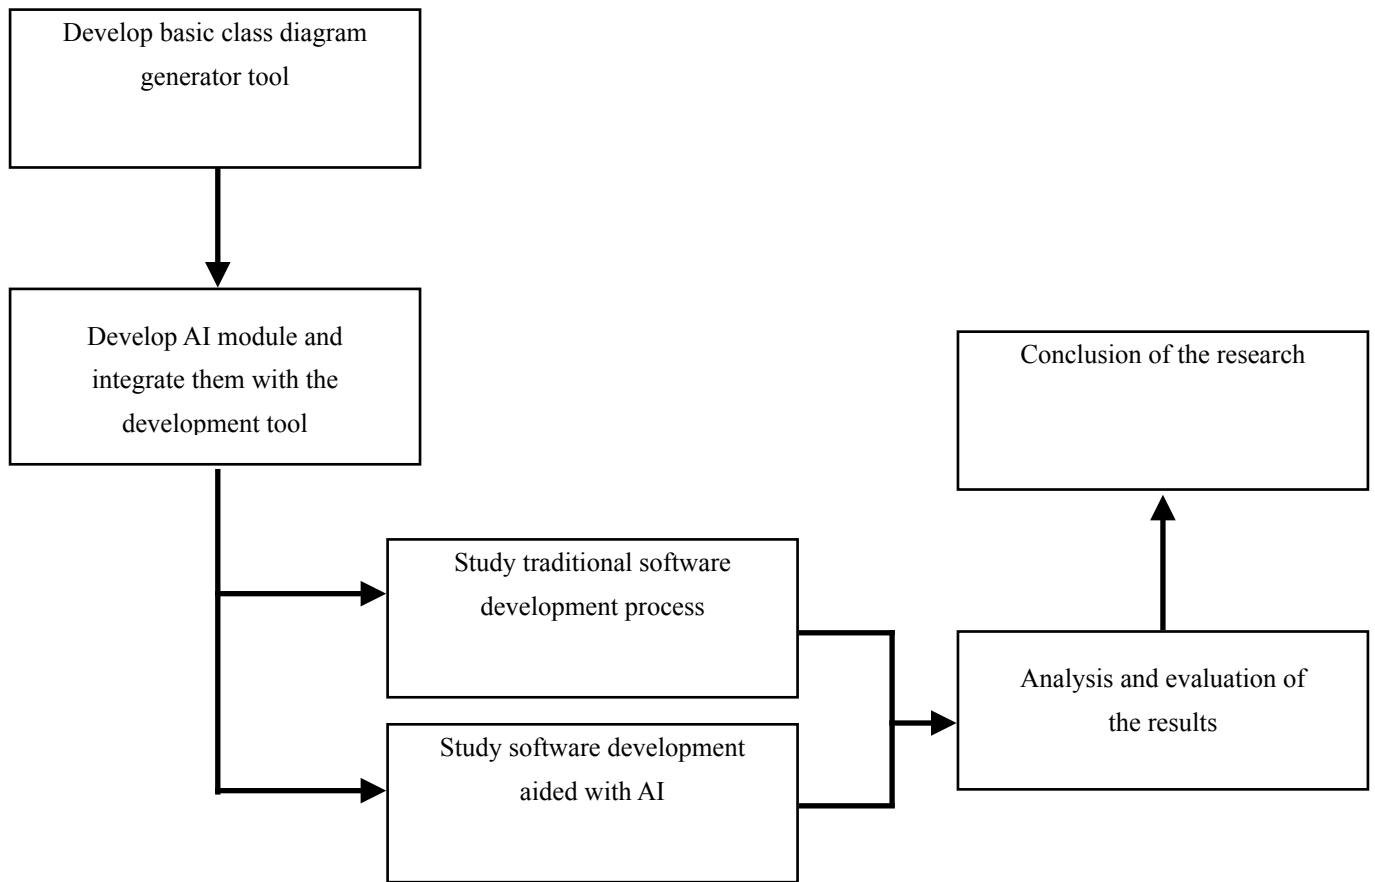 Develop basic class diagram
generator tool
Develop AI module and
integrate them with the
development tool
Conclusion of the research
Study traditional software
development process
Analysis and evaluation of
the results
Study software development
aided with AI